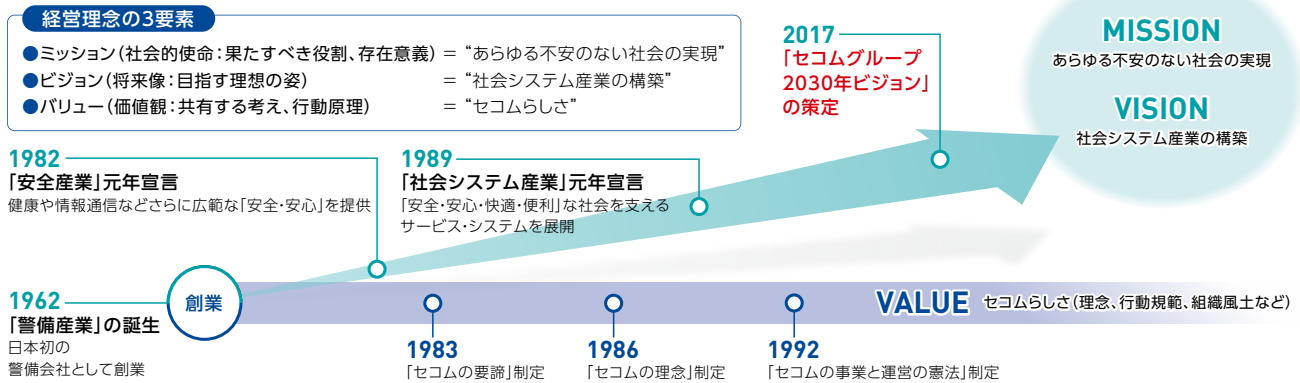 経営理念の3要素
●ミッション(社会的使命:果たすべき役割、存在意義) = “あらゆる不安のない社会の実現”
●ビジョン(将来像:目指す理想の姿) = “社会システム産業の構築”
●バリュー(価値観:共有する考え、行動原理) = “セコムらしさ”
2017
「セコムグループ
2030年ビジョン」
の策定
MISSION
あらゆる不安のない社会の実現
VISION
社会システム産業の構築
1982
「安全産業」元年宣言
健康や情報通信などさらに広範な「安全・安心」を提供
1989
「社会システム産業」元年宣言
「安全・安心・快適・便利」な社会を支える
サービス・システムを展開
1962
「警備産業」の誕生
日本初の
警備会社として創業
創業
VALUE セコムらしさ(理念、行動規範、組織風土など)
1983
「セコムの要諦」制定
1986
「セコムの理念」制定
1992
「セコムの事業と運営の憲法」制定